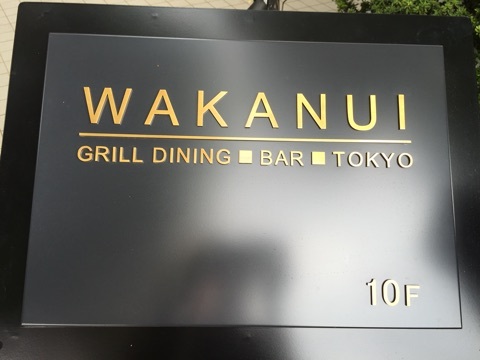 WAKANUI
GRILL DINING ■ BAR ■ TOKYO
10F